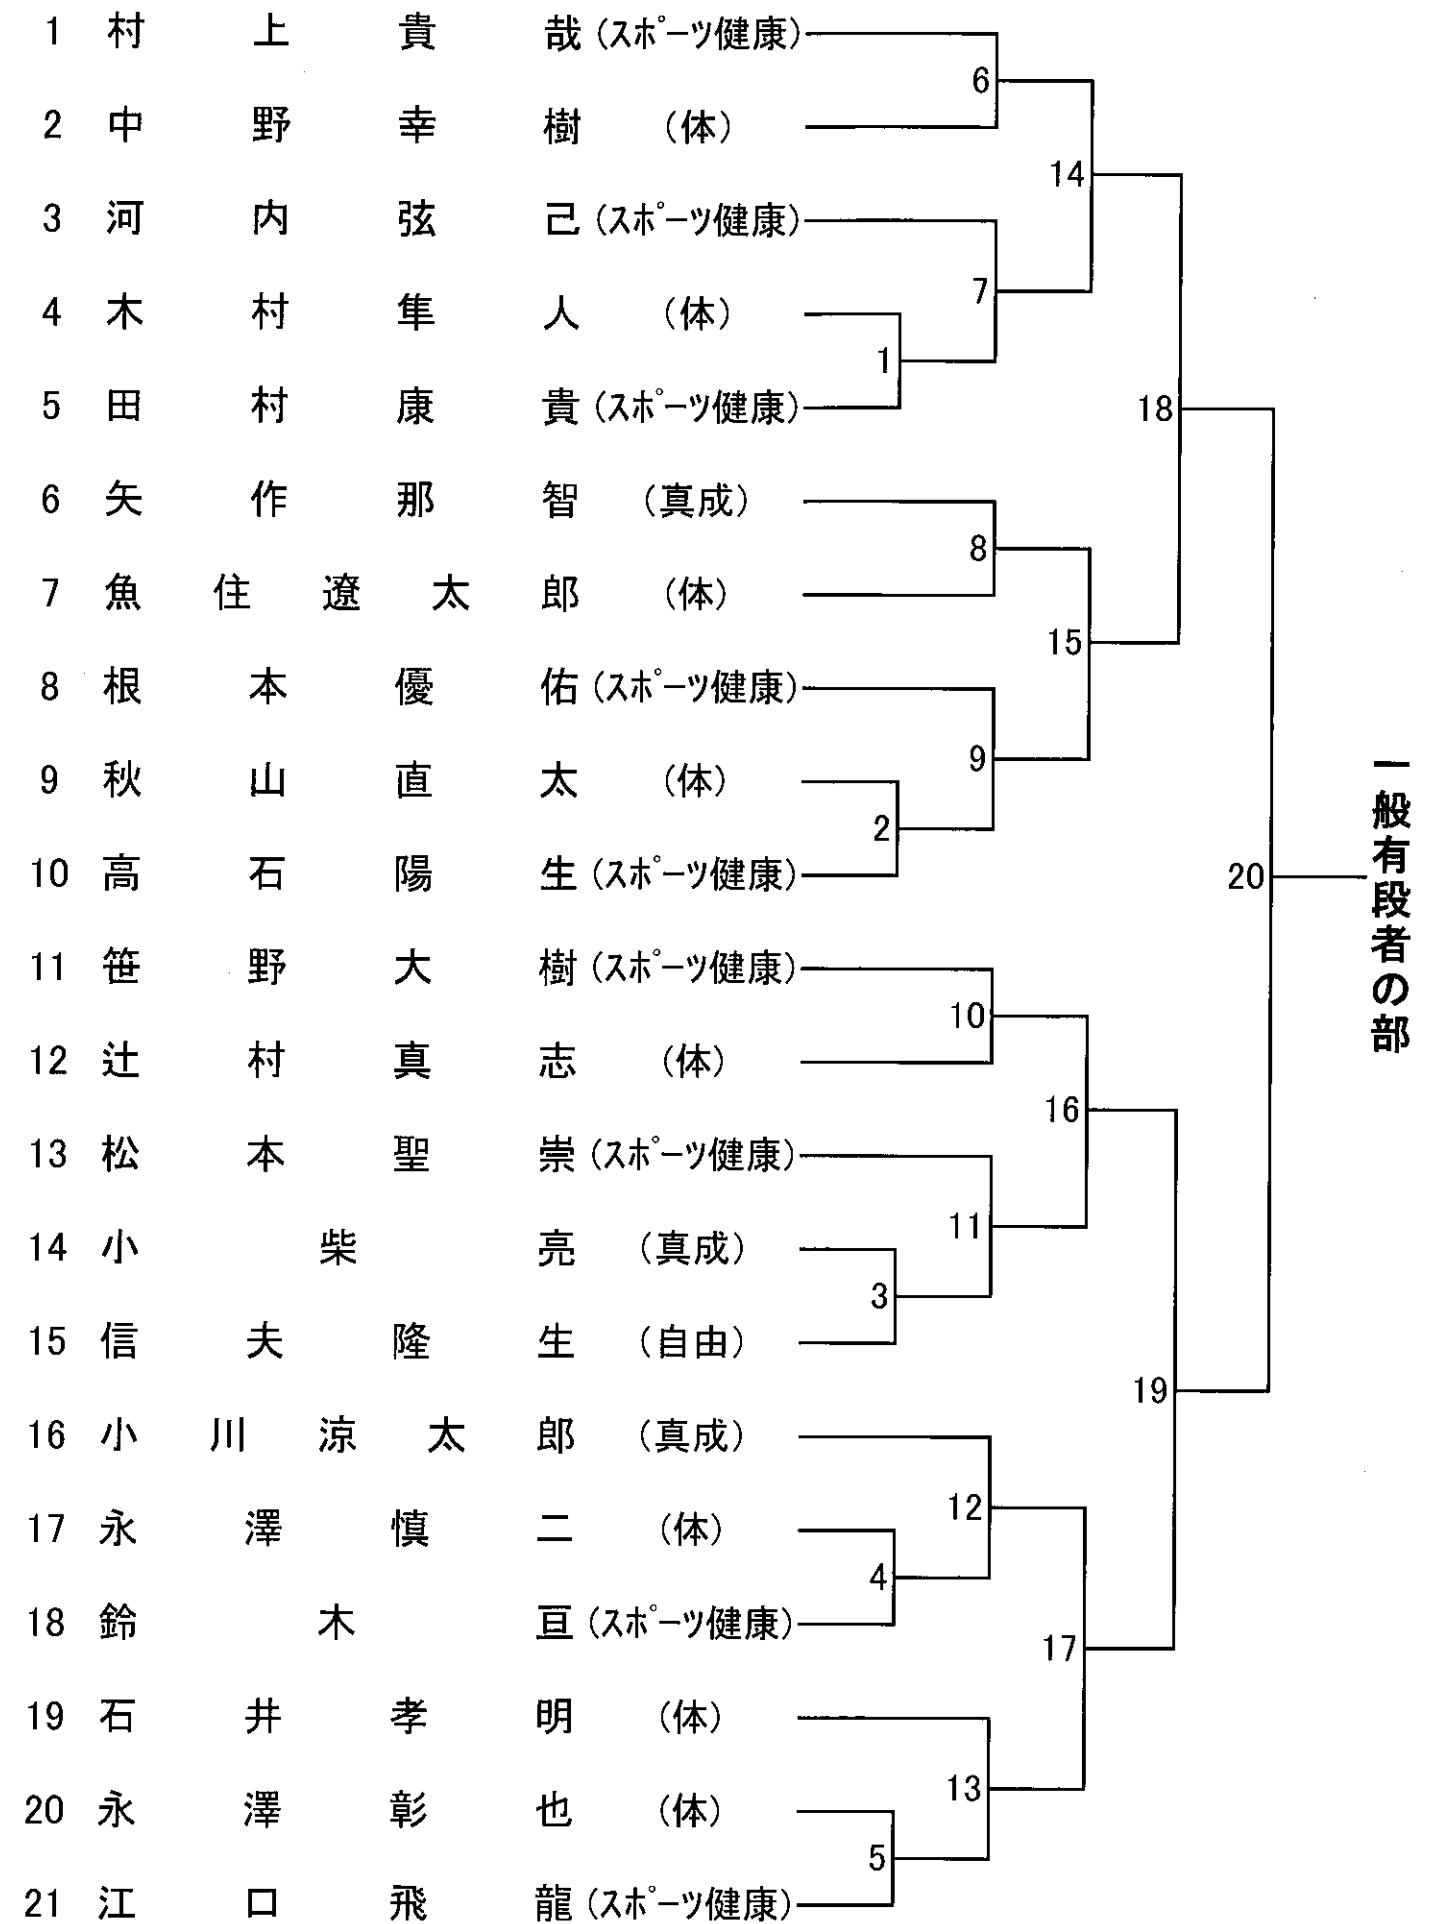 1 村上貴哉(スポーツ健康)
2 中野幸樹(体)
3 河内弦己(スポーツ健康)
4 木村隼人(体)
5 田村康貴(スポーツ健康)
6 矢作那智(真成)
7 魚住遼太郎(体)
8 根本優佑(スポーツ健康)
9 秋山直太(体)
10 高石陽生(スポーツ健康)
11 笹野大樹(スポーツ健康)
12 辻村真志(体)
13 松本聖崇(スポーツ健康)
14 小柴亮(真成)
15 信夫隆生(自由)
16 小川涼太郎(真成)
17 永澤慎二(体)
18 鈴木亘(スポーツ健康)
19 石井孝明(体)
20 永澤彰也(体)
21 江口飛龍(スポーツ健康)
1
2
3
4
5
6
7
8
9
10
11
12
13
14
15
16
17
18
19
20
一般有段者の部